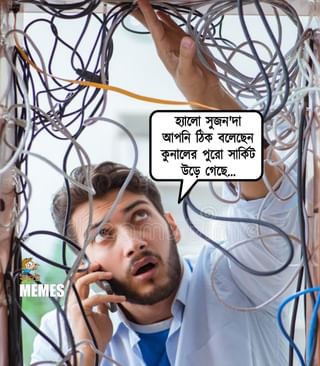 হ্যালো সুজন'দা
আপনি ঠিক বলেছেন
কুনালের পুরো সার্কিট
উড়ে গেছে...
MEMES